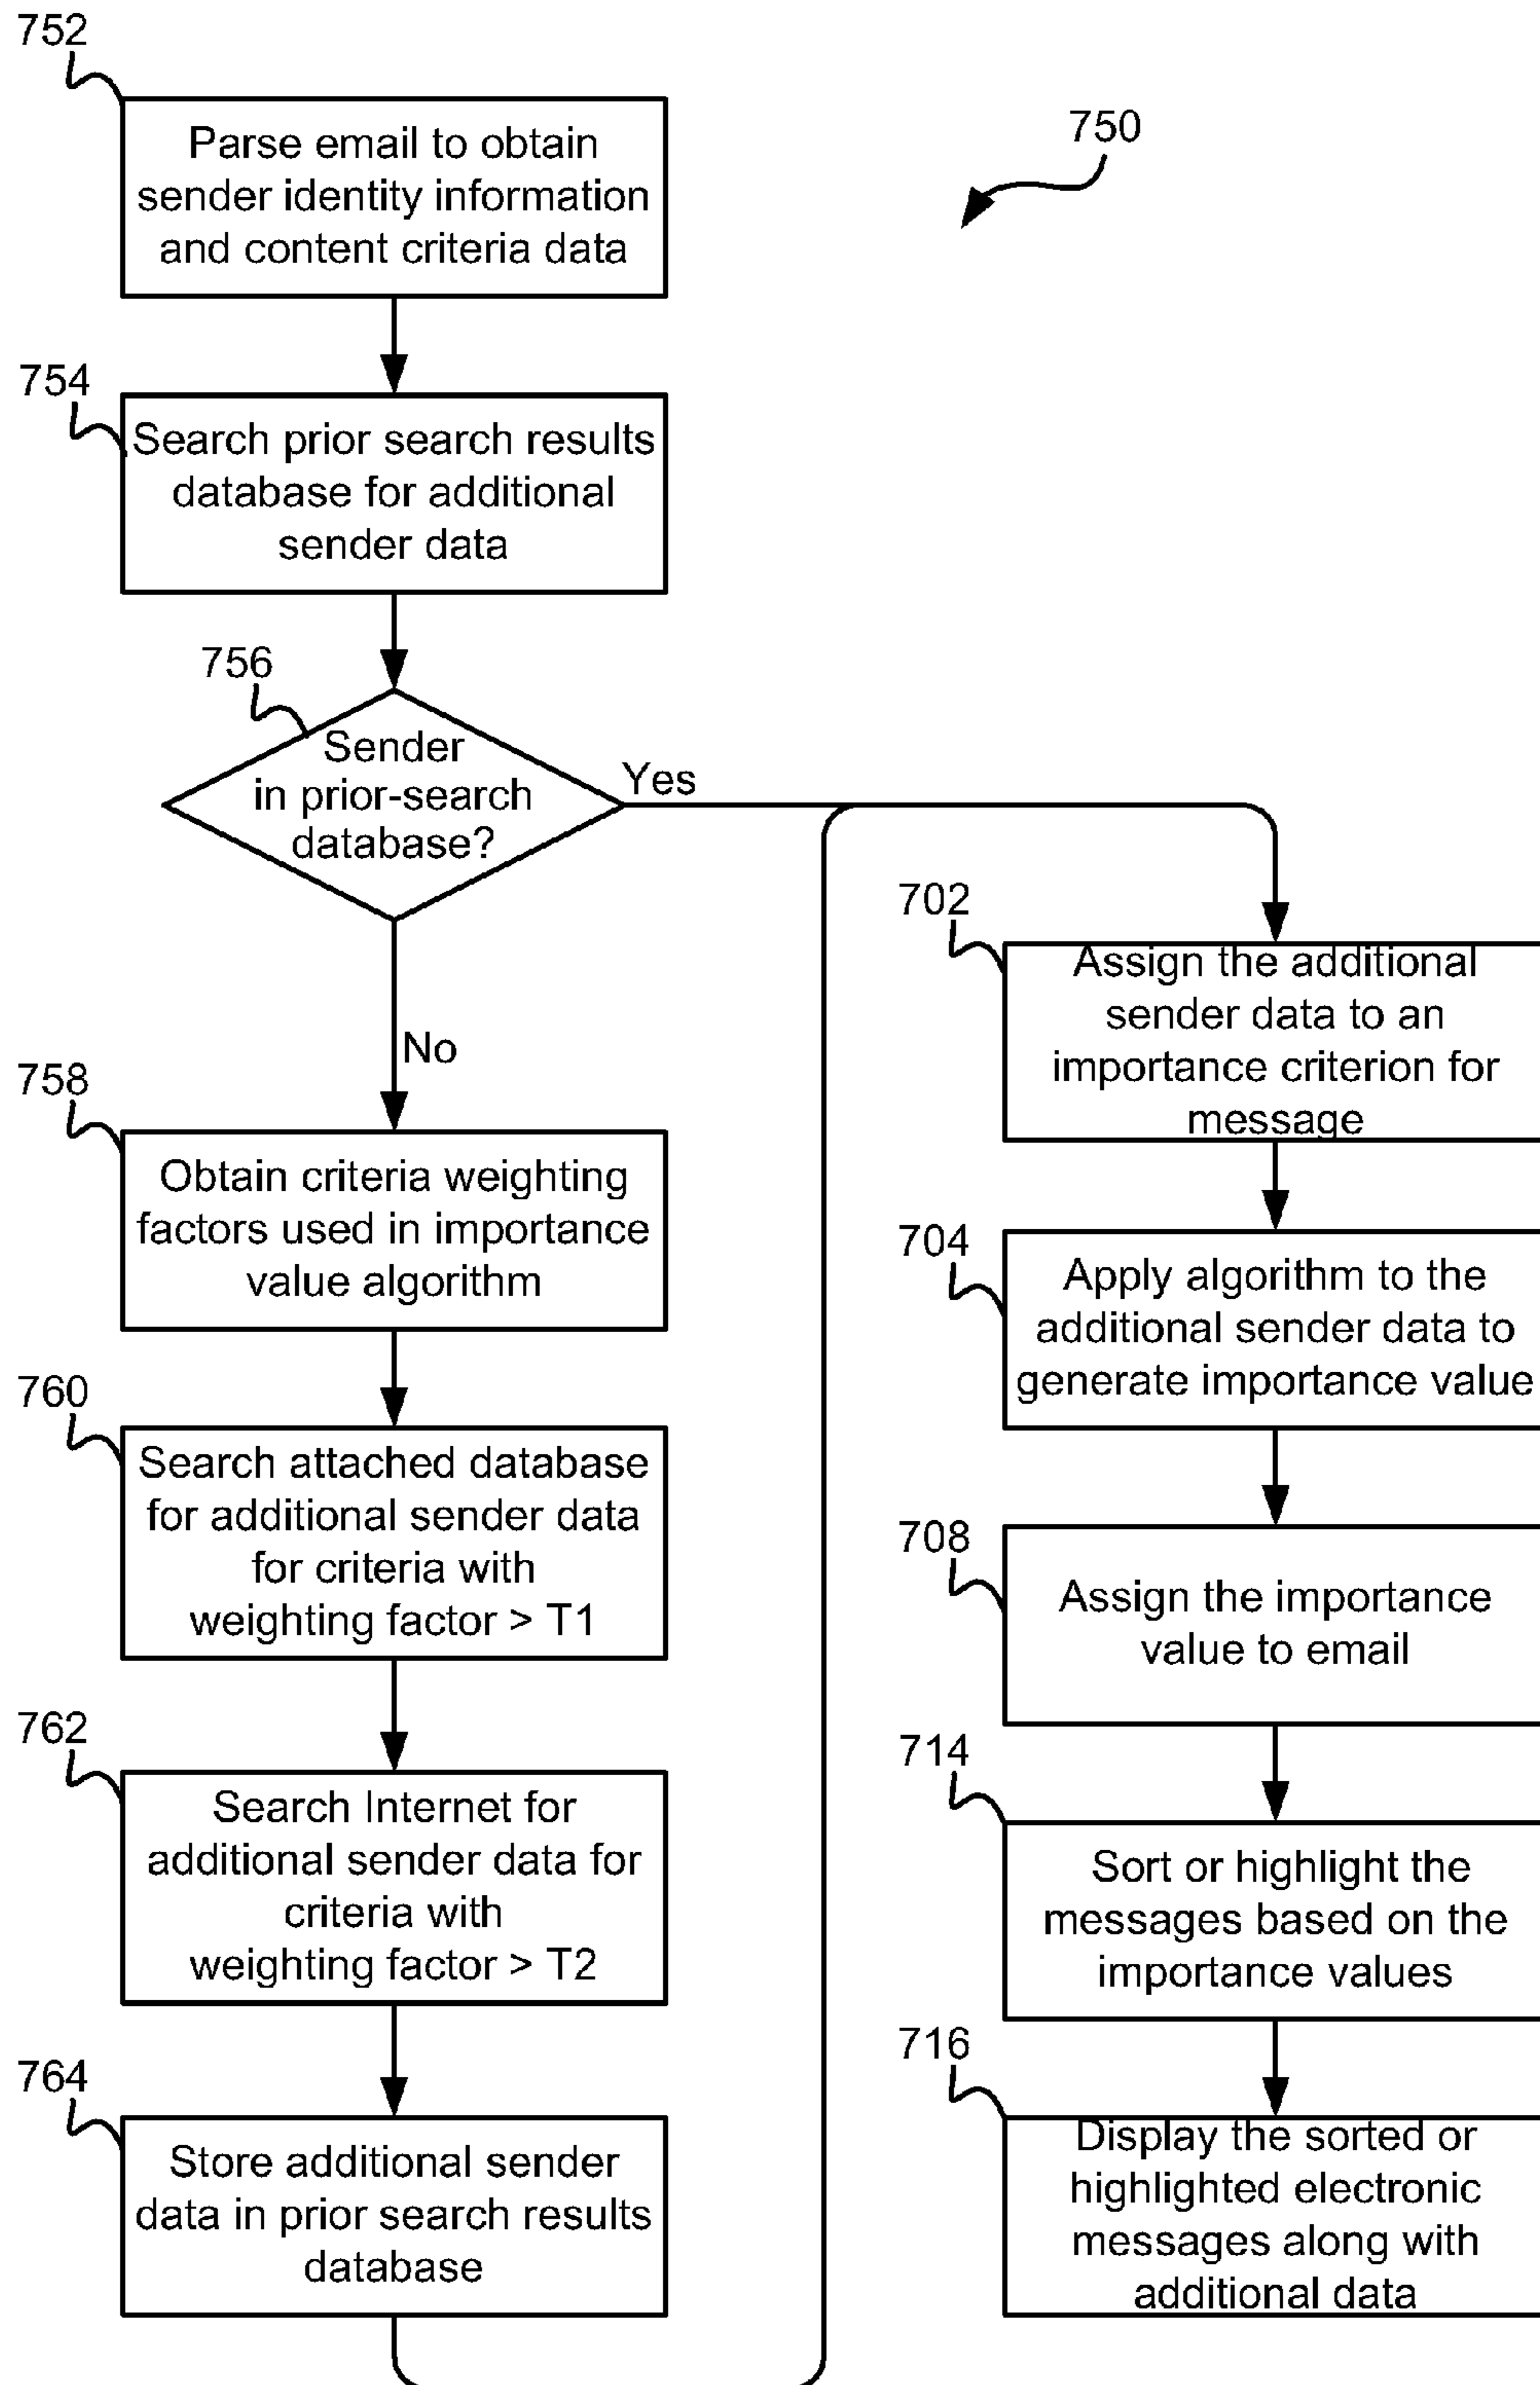 752
Parse email to obtain
sender identity information
and content criteria data
750
754
Search prior search results
database for additional
sender data
756
Sender
in prior-search
database?
Yes
No
758
Obtain criteria weighting
factors used in importance
value algorithm
760
Search attached database
for additional sender data
for criteria with
weighting factor > T1
762
Search Internet for
additional sender data for
criteria with
weighting factor > T2
764
Store additional sender
data in prior search results
database
702
Assign the additional
sender data to an
importance criterion for
message
704
Apply algorithm to the
additional sender data to
generate importance value
708
Assign the importance
value to email
714
Sort or highlight the
messages based on the
importance values
716
Display the sorted or
highlighted electronic
messages along with
additional data